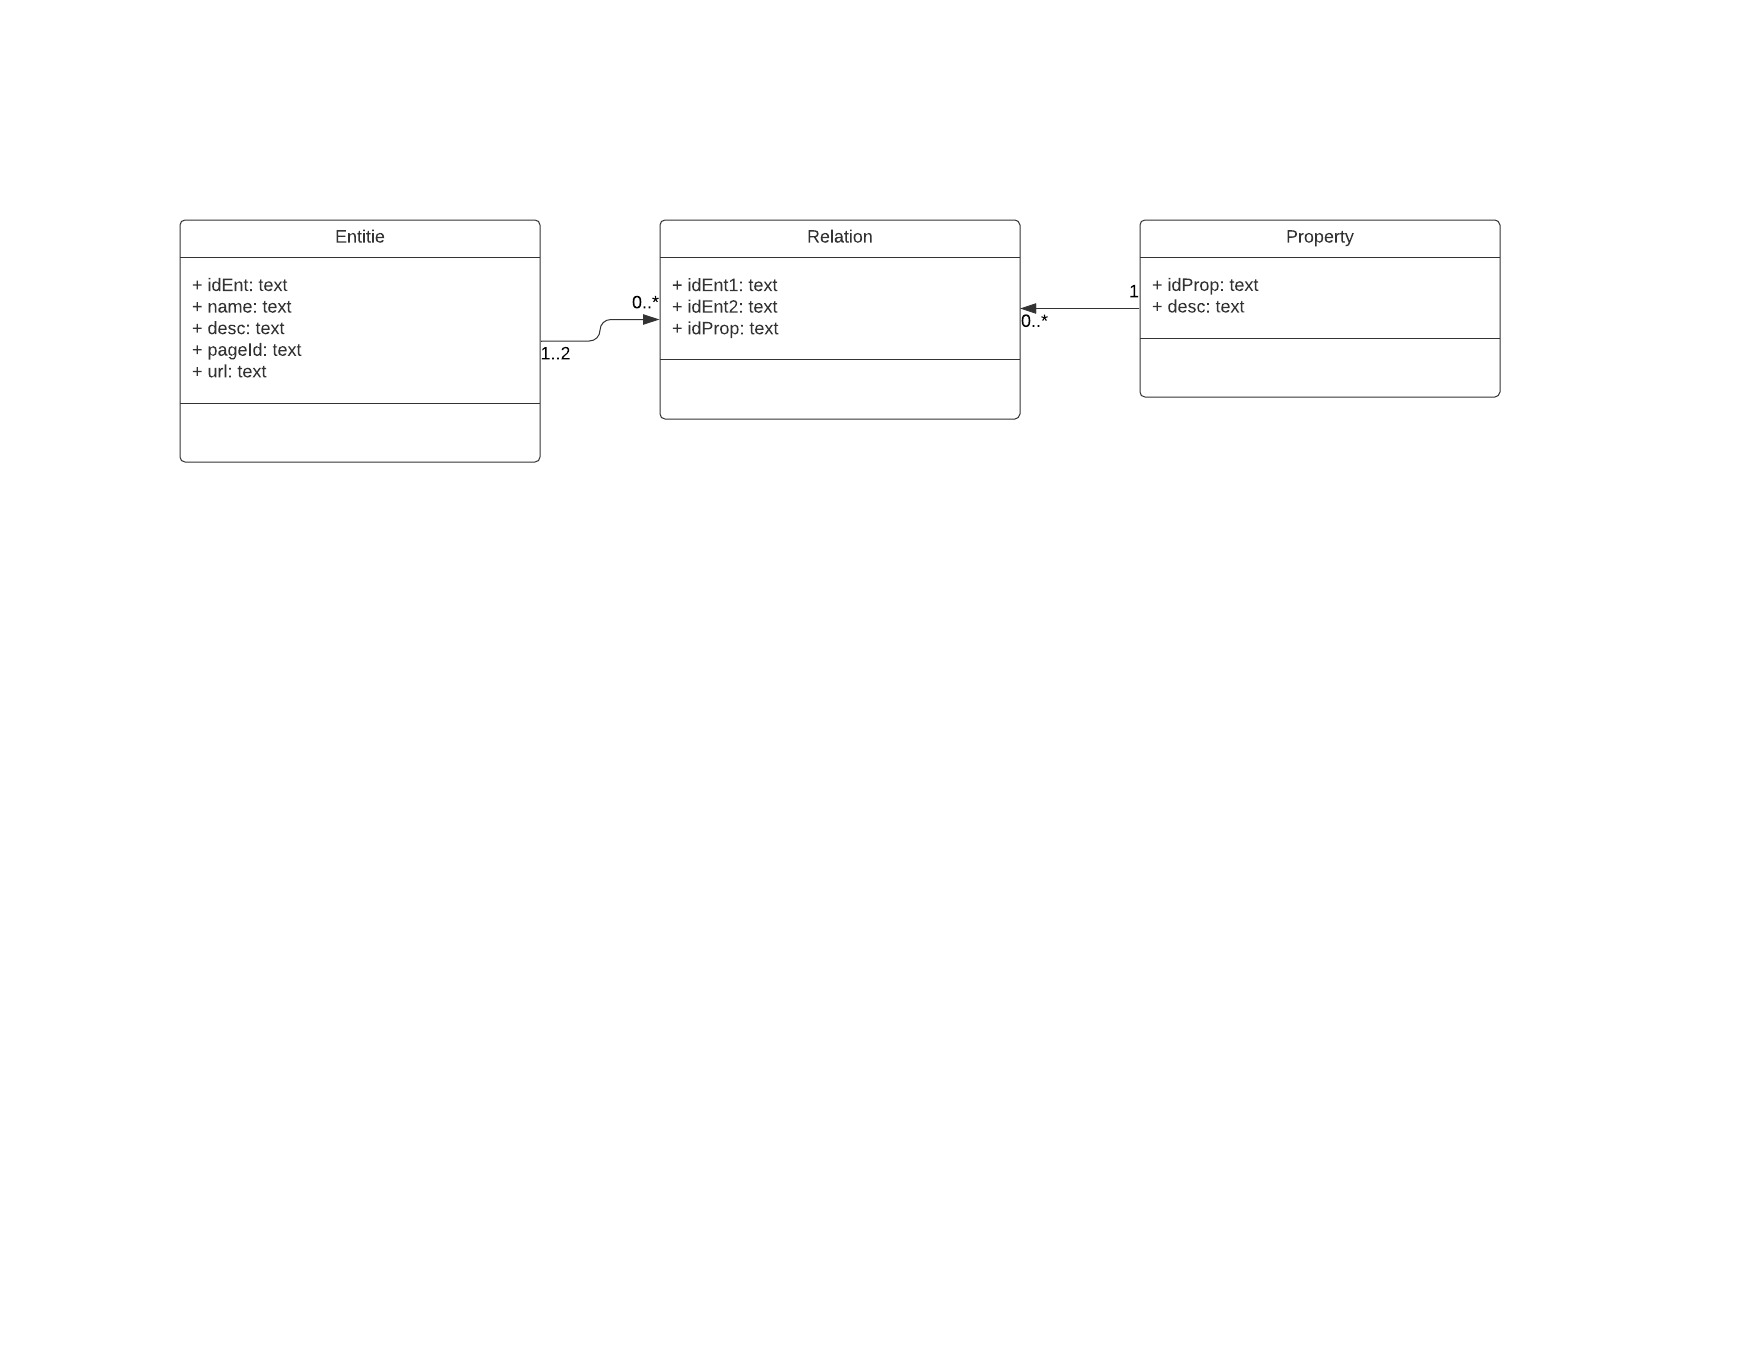 Entitie
+ idEnt: text
+ name: text
+ desc: text
+ pageId: text
+ url: text
1..2
0..*
Relation
+ idEnt1: text
+ idEnt2: text
+ idProp: text
0..*
1
Property
+ idProp: text
+ desc: text